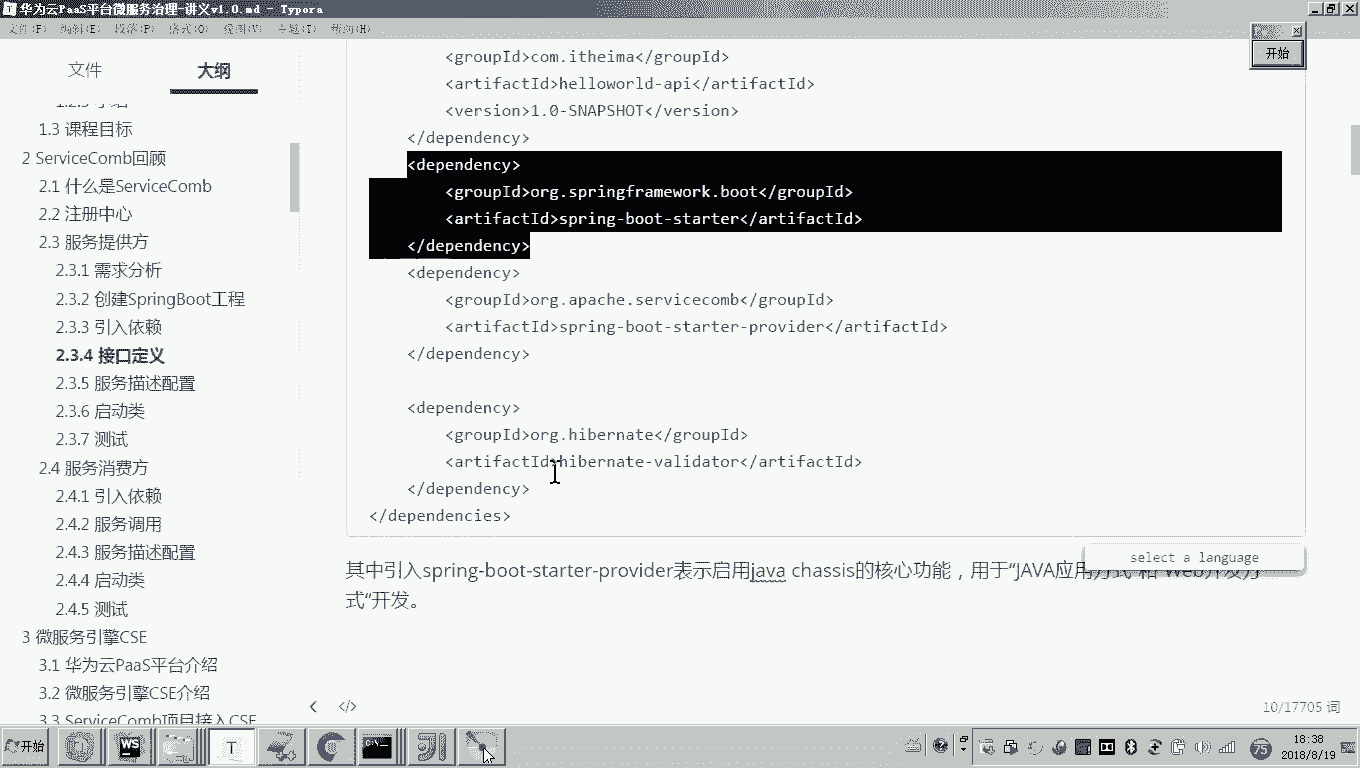 华为云PaaS平台微服务治理-讲义v1.0.md - Typora
文件(F) 编辑(E) 段落(P) 格式(O) 视图(V) 主题(T) 帮助(H)
开始
文件 大纲
1.3 课程目标
2 ServiceComb回顾
2.1 什么是ServiceComb
2.2 注册中心
2.3 服务提供方
2.3.1 需求分析
2.3.2 创建SpringBoot工程
2.3.3 引入依赖
2.3.4 接口定义
2.3.5 服务描述配置
2.3.6 启动类
2.3.7 测试
2.4 服务消费方
2.4.1 引入依赖
2.4.2 服务调用
2.4.3 服务描述配置
2.4.4 启动类
2.4.5 测试
3 微服务引擎CSE
3.1 华为云PaaS平台介绍
3.2 微服务引擎CSE介绍
3.3 ServiceComb项目接入CSE
<groupId>com.itheima</groupId>
<artifactId>helloworld-api</artifactId>
<version>1.0-SNAPSHOT</version>
</dependency>
<dependency>
<groupId>org.springframework.boot</groupId>
<artifactId>spring-boot-starter</artifactId>
</dependency>
<dependency>
<groupId>org.apache.servicecomb</groupId>
<artifactId>spring-boot-starter-provider</artifactId>
</dependency>
<dependency>
<groupId>org.hibernate</groupId>
<artifactId>hibernate-validator</artifactId>
</dependency>
</dependencies>
select a language
其中引入spring-boot-starter-provider表示启用java chassis的核心功能，用于“JAVA应用方式”和“Web开发方
式“开发。
10/17705 词
开始
WS
T
75
18:38
2018/8/19